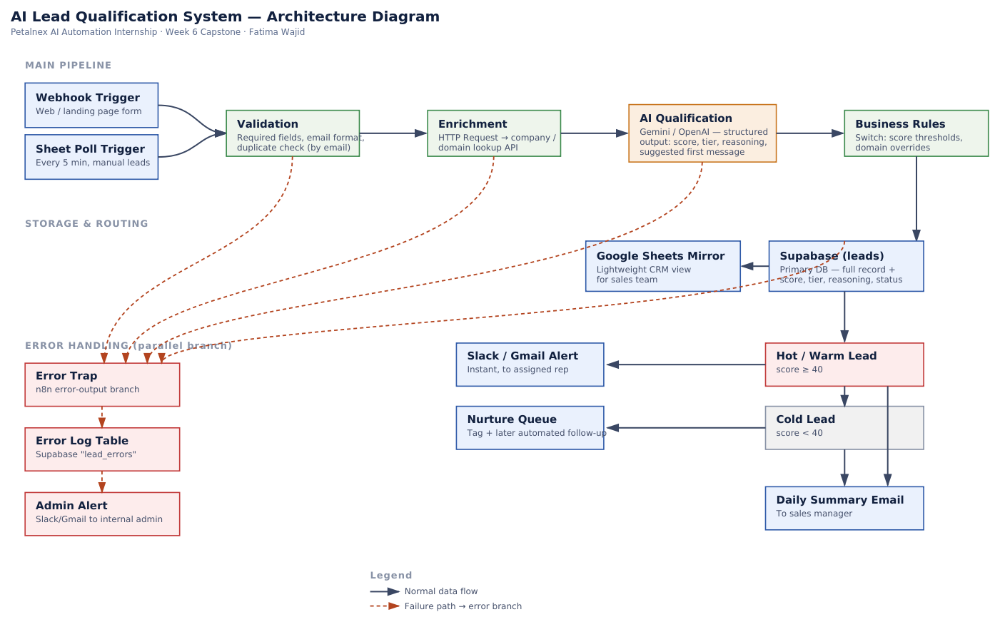 AI Lead Qualification System — Architecture Diagram
Petalnex AI Automation Internship · Week 6 Capstone · Fatima Wajid
MAIN PIPELINE
Webhook Trigger
Web / landing page form
Sheet Poll Trigger
Every 5 min, manual leads
Validation
Required fields, email format,
duplicate check (by email)
Enrichment
HTTP Request → company /
domain lookup API
AI Qualification
Gemini / OpenAI — structured
output: score, tier, reasoning,
suggested first message
Business Rules
Switch: score thresholds,
domain overrides
STORAGE & ROUTING
Google Sheets Mirror
Lightweight CRM view
for sales team
Supabase (leads)
Primary DB — full record +
score, tier, reasoning, status
ERROR HANDLING (parallel branch)
Error Trap
n8n error-output branch
Error Log Table
Supabase "lead_errors"
Admin Alert
Slack/Gmail to internal admin
Slack / Gmail Alert
Instant, to assigned rep
Hot / Warm Lead
score ≥ 40
Nurture Queue
Tag + later automated follow-up
Cold Lead
score < 40
Daily Summary Email
To sales manager
Legend
Normal data flow
Failure path → error branch